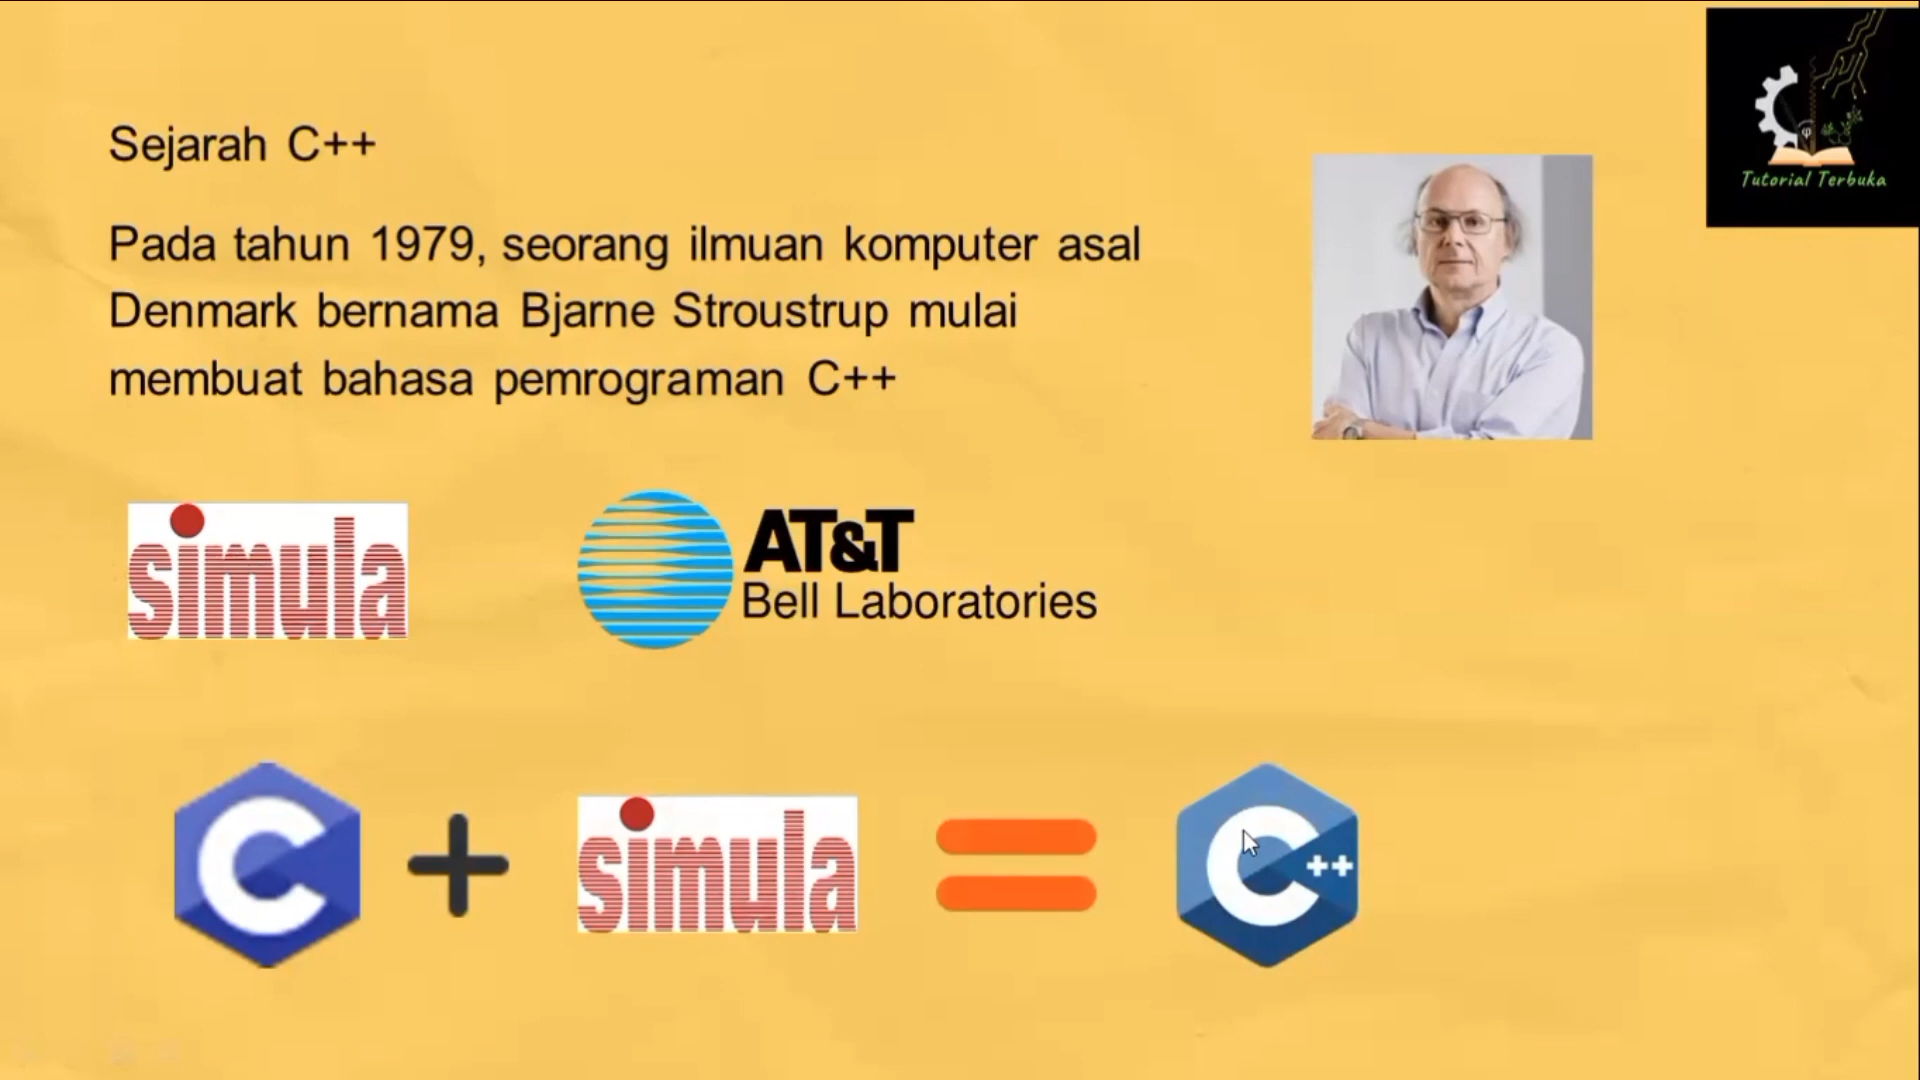 Tutorial Terbuka
Sejarah C++
Pada tahun 1979, seorang ilmuan komputer asal
Denmark bernama Bjarne Stroustrup mulai
membuat bahasa pemrograman C++
simula
AT&T
Bell Laboratories
C
simula
C++